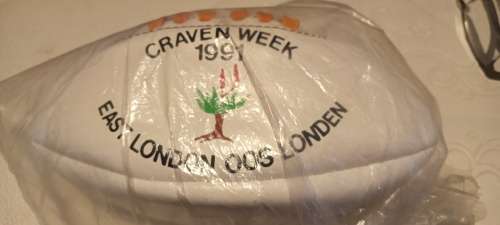 CRAVEN WEEK
1991
EAST LONDON OOS LONDEN